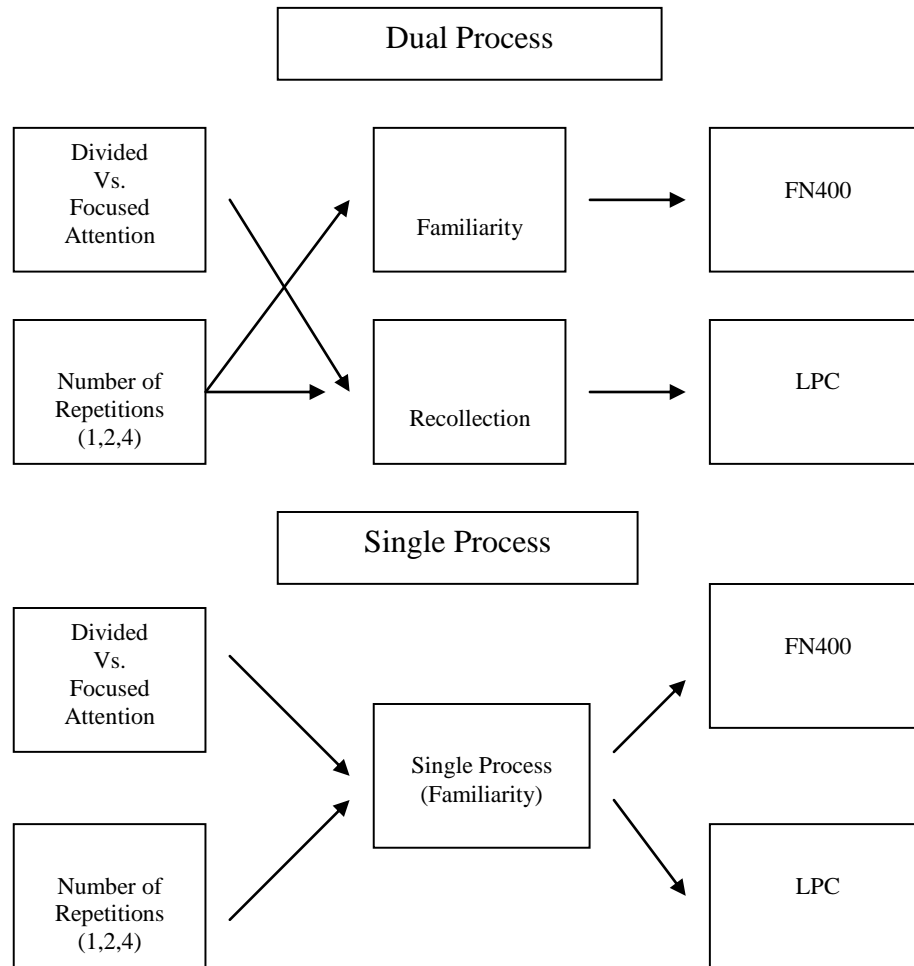 Dual Process
Divided
Vs.
Focused
Attention
Familiarity
FN400
Number of
Repetitions
(1,2,4)
Recollection
LPC
Single Process
Divided
Vs.
Focused
Attention
FN400
Single Process
(Familiarity)
Number of
Repetitions
(1,2,4)
LPC